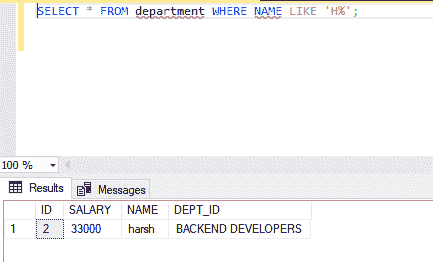 SELECT * FROM department WHERE NAME LIKE 'H%';
100 %
Results Messages
ID SALARY NAME DEPT_ID
1 2 33000 harsh BACKEND DEVELOPERS